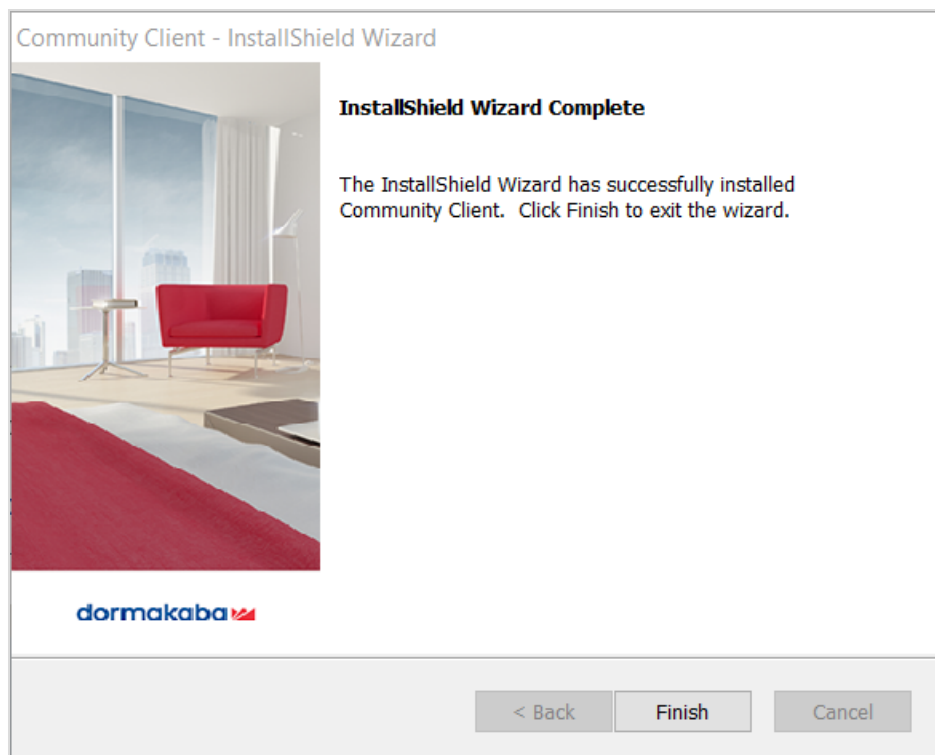 Community Client - InstallShield Wizard
InstallShield Wizard Complete
The InstallShield Wizard has successfully installed
Community Client. Click Finish to exit the wizard.
dormakaba
< Back
Finish
Cancel